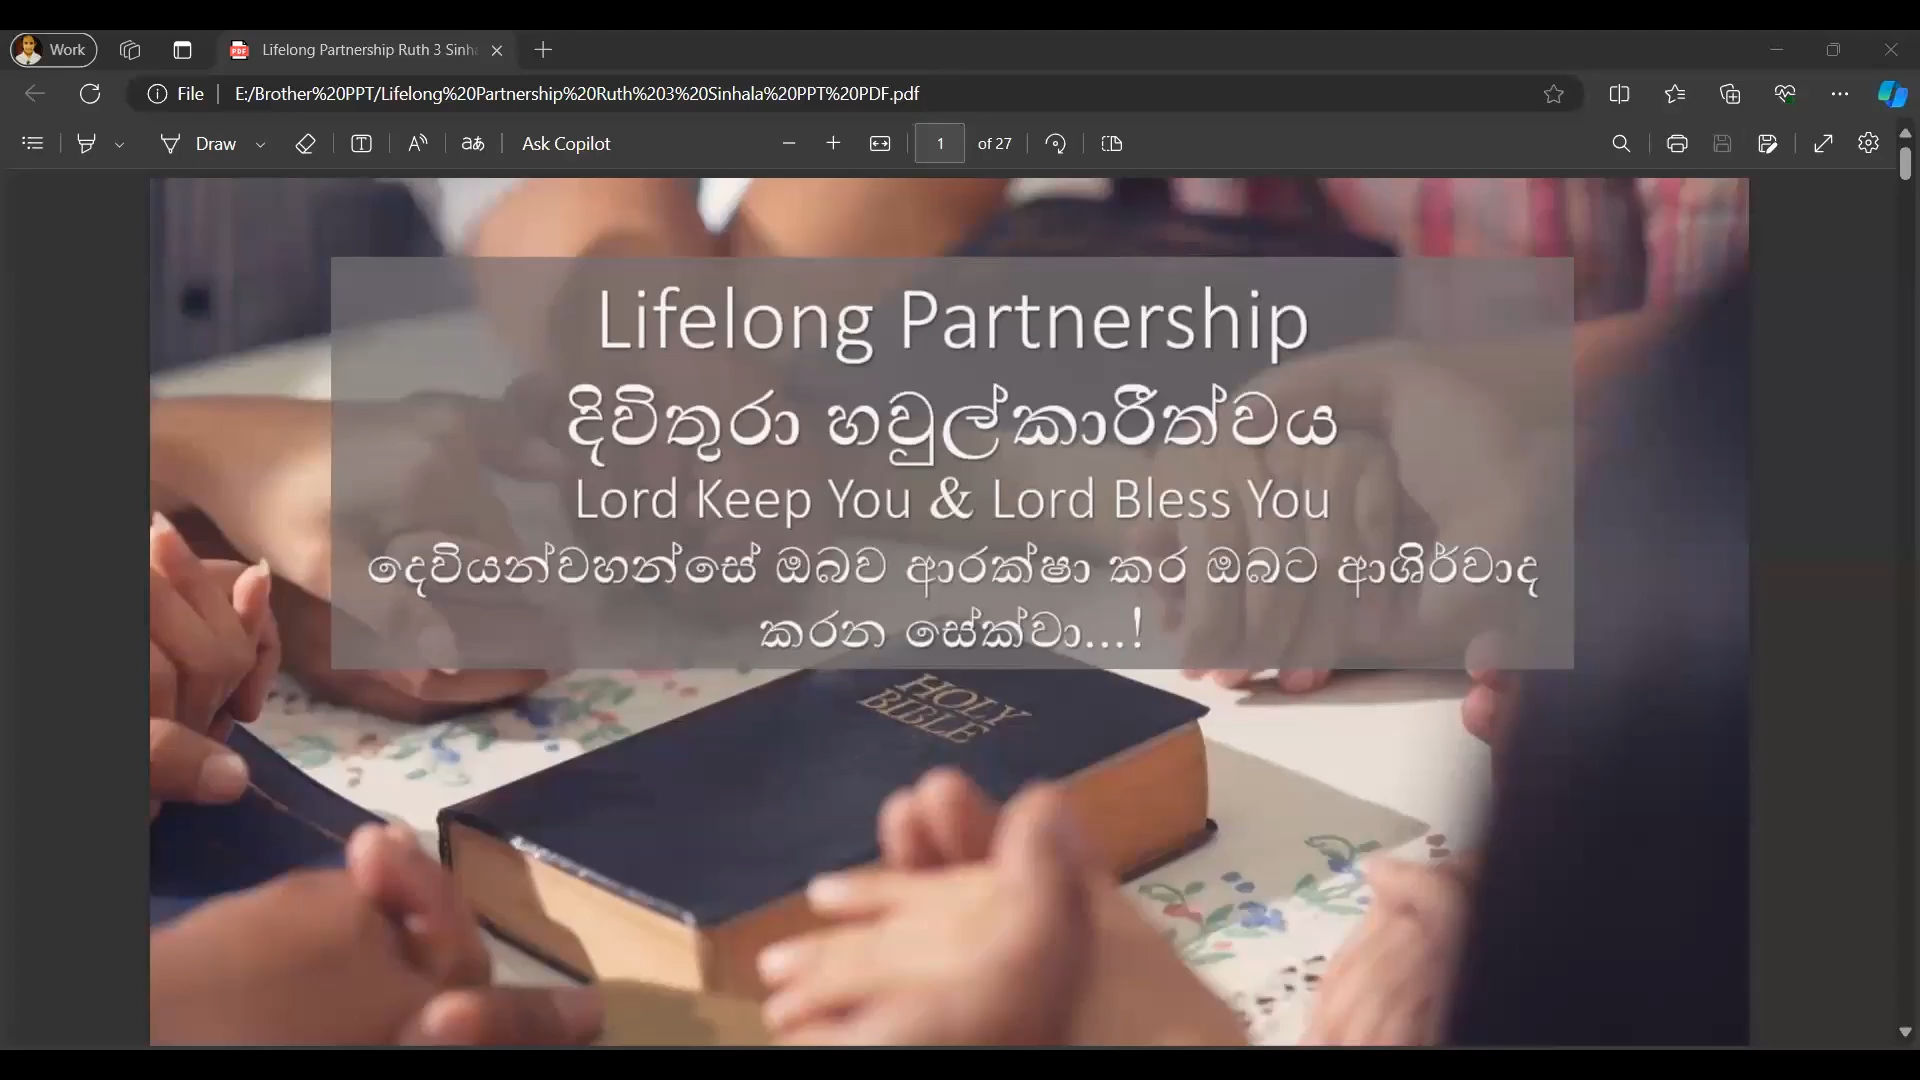 Work
Lifelong Partnership Ruth 3 Sinh
File
E:/Brother%20PPT/Lifelong%20Partnership%20Ruth%203%20Sinhala%20PPT%20PDF.pdf
Draw
Ask Copilot
1 of 27
Lifelong Partnership
දිවිතුරා හවුල්කාරීත්වය
Lord Keep You & Lord Bless You
දෙවියන්වහන්සේ ඔබව ආරක්ෂා කර ඔබට ආශිර්වාද
කරන සේක්වා...!
HOLY
BIBLE